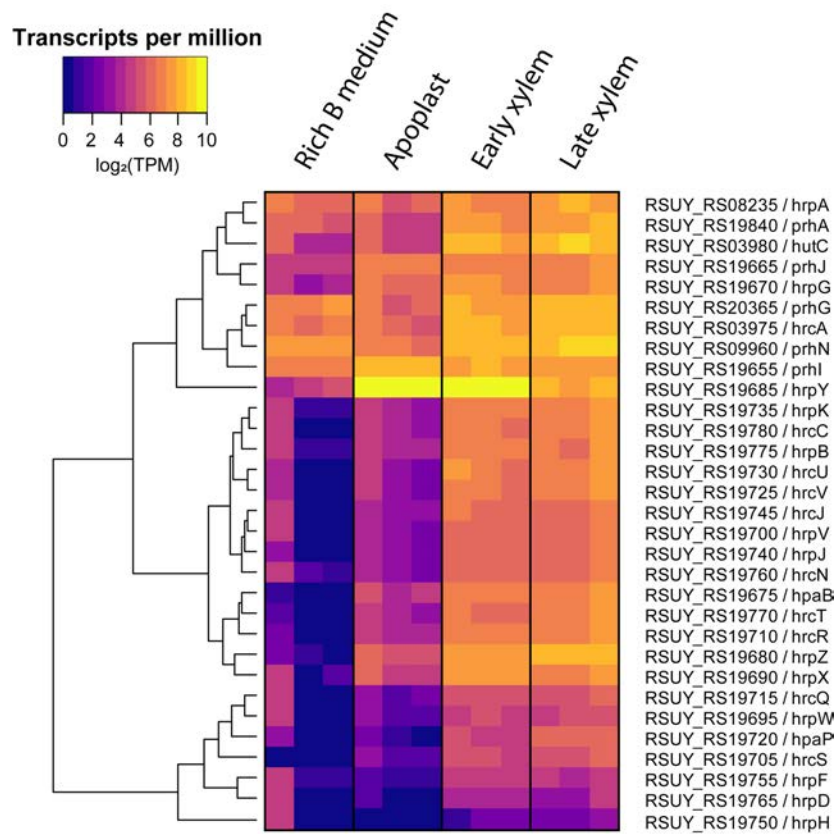 Transcripts per million
0 2 4 6 8 10
log₂(TPM)
Rich B medium
Apoplast
Early xylem
Late xylem
RSUY_RS08235 / hrpA
RSUY_RS19840 / prhA
RSUY_RS03980 / hutC
RSUY_RS19665 / prhJ
RSUY_RS19670 / hrpG
RSUY_RS20365 / prhG
RSUY_RS03975 / hrcA
RSUY_RS09960 / prhN
RSUY_RS19655 / prhI
RSUY_RS19685 / hrpY
RSUY_RS19735 / hrpK
RSUY_RS19780 / hrcC
RSUY_RS19775 / hrpB
RSUY_RS19730 / hrcU
RSUY_RS19725 / hrcV
RSUY_RS19745 / hrcJ
RSUY_RS19700 / hrpV
RSUY_RS19740 / hrpJ
RSUY_RS19760 / hrcN
RSUY_RS19675 / hpaB
RSUY_RS19770 / hrcT
RSUY_RS19710 / hrcR
RSUY_RS19680 / hrpZ
RSUY_RS19690 / hrpX
RSUY_RS19715 / hrcQ
RSUY_RS19695 / hrpW
RSUY_RS19720 / hpaP
RSUY_RS19705 / hrcS
RSUY_RS19755 / hrpF
RSUY_RS19765 / hrpD
RSUY_RS19750 / hrpH